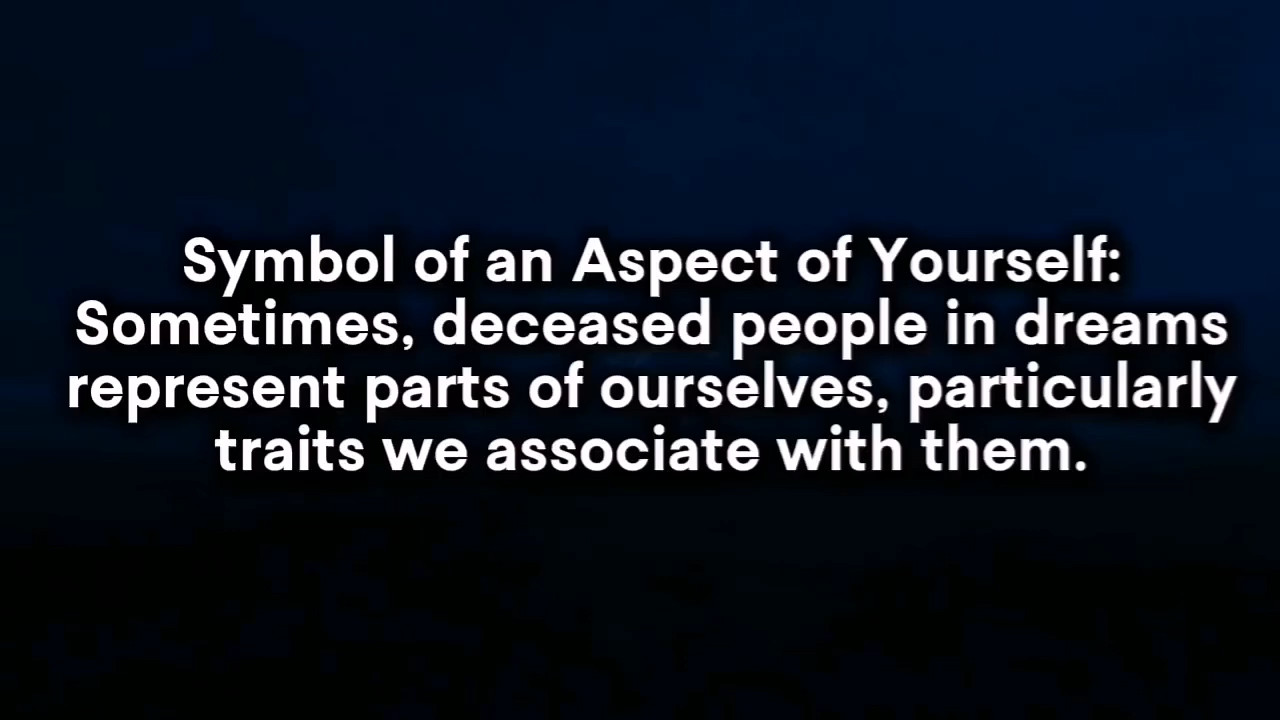 Symbol of an Aspect of Yourself:
Sometimes, deceased people in dreams
represent parts of ourselves, particularly
traits we associate with them.